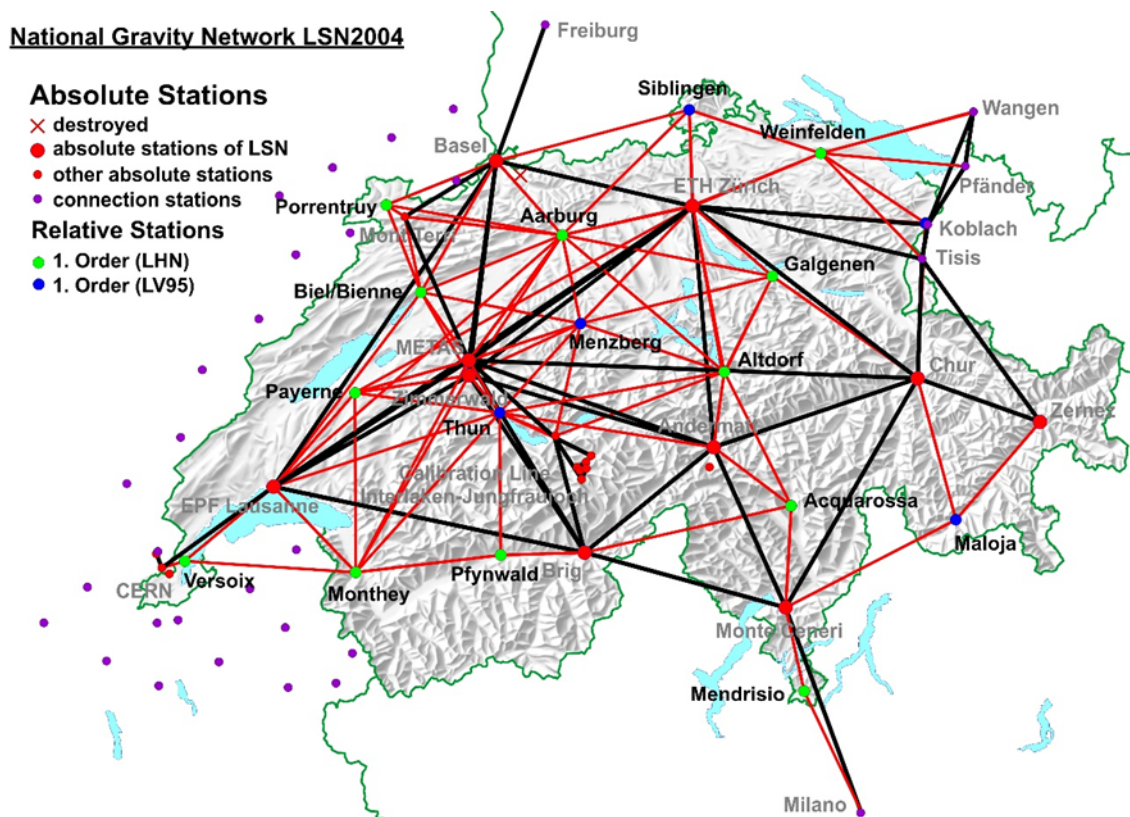 National Gravity Network LSN2004
Absolute Stations
destroyed
absolute stations of LSN
other absolute stations
connection stations
Relative Stations
1. Order (LHN)
1. Order (LV95)
Freiburg
Siblingen
Wangen
Weinfelden
Basel
Pfänder
ETH Zürich
Porrentruy
Aarburg
Koblach
Mont Terri
Tisis
Galgenen
Biel/Bienne
Menzberg
METAS
Altdorf
Chur
Payerne
Zimmerwald
Zernez
Thun
Andermatt
Calibration Line
Interlaken-Jungfraujoch
EPF Lausanne
Acquarossa
Maloja
CERN
Versoix
Monthey
Pfynwald
Brig
Monte Ceneri
Mendrisio
Milano